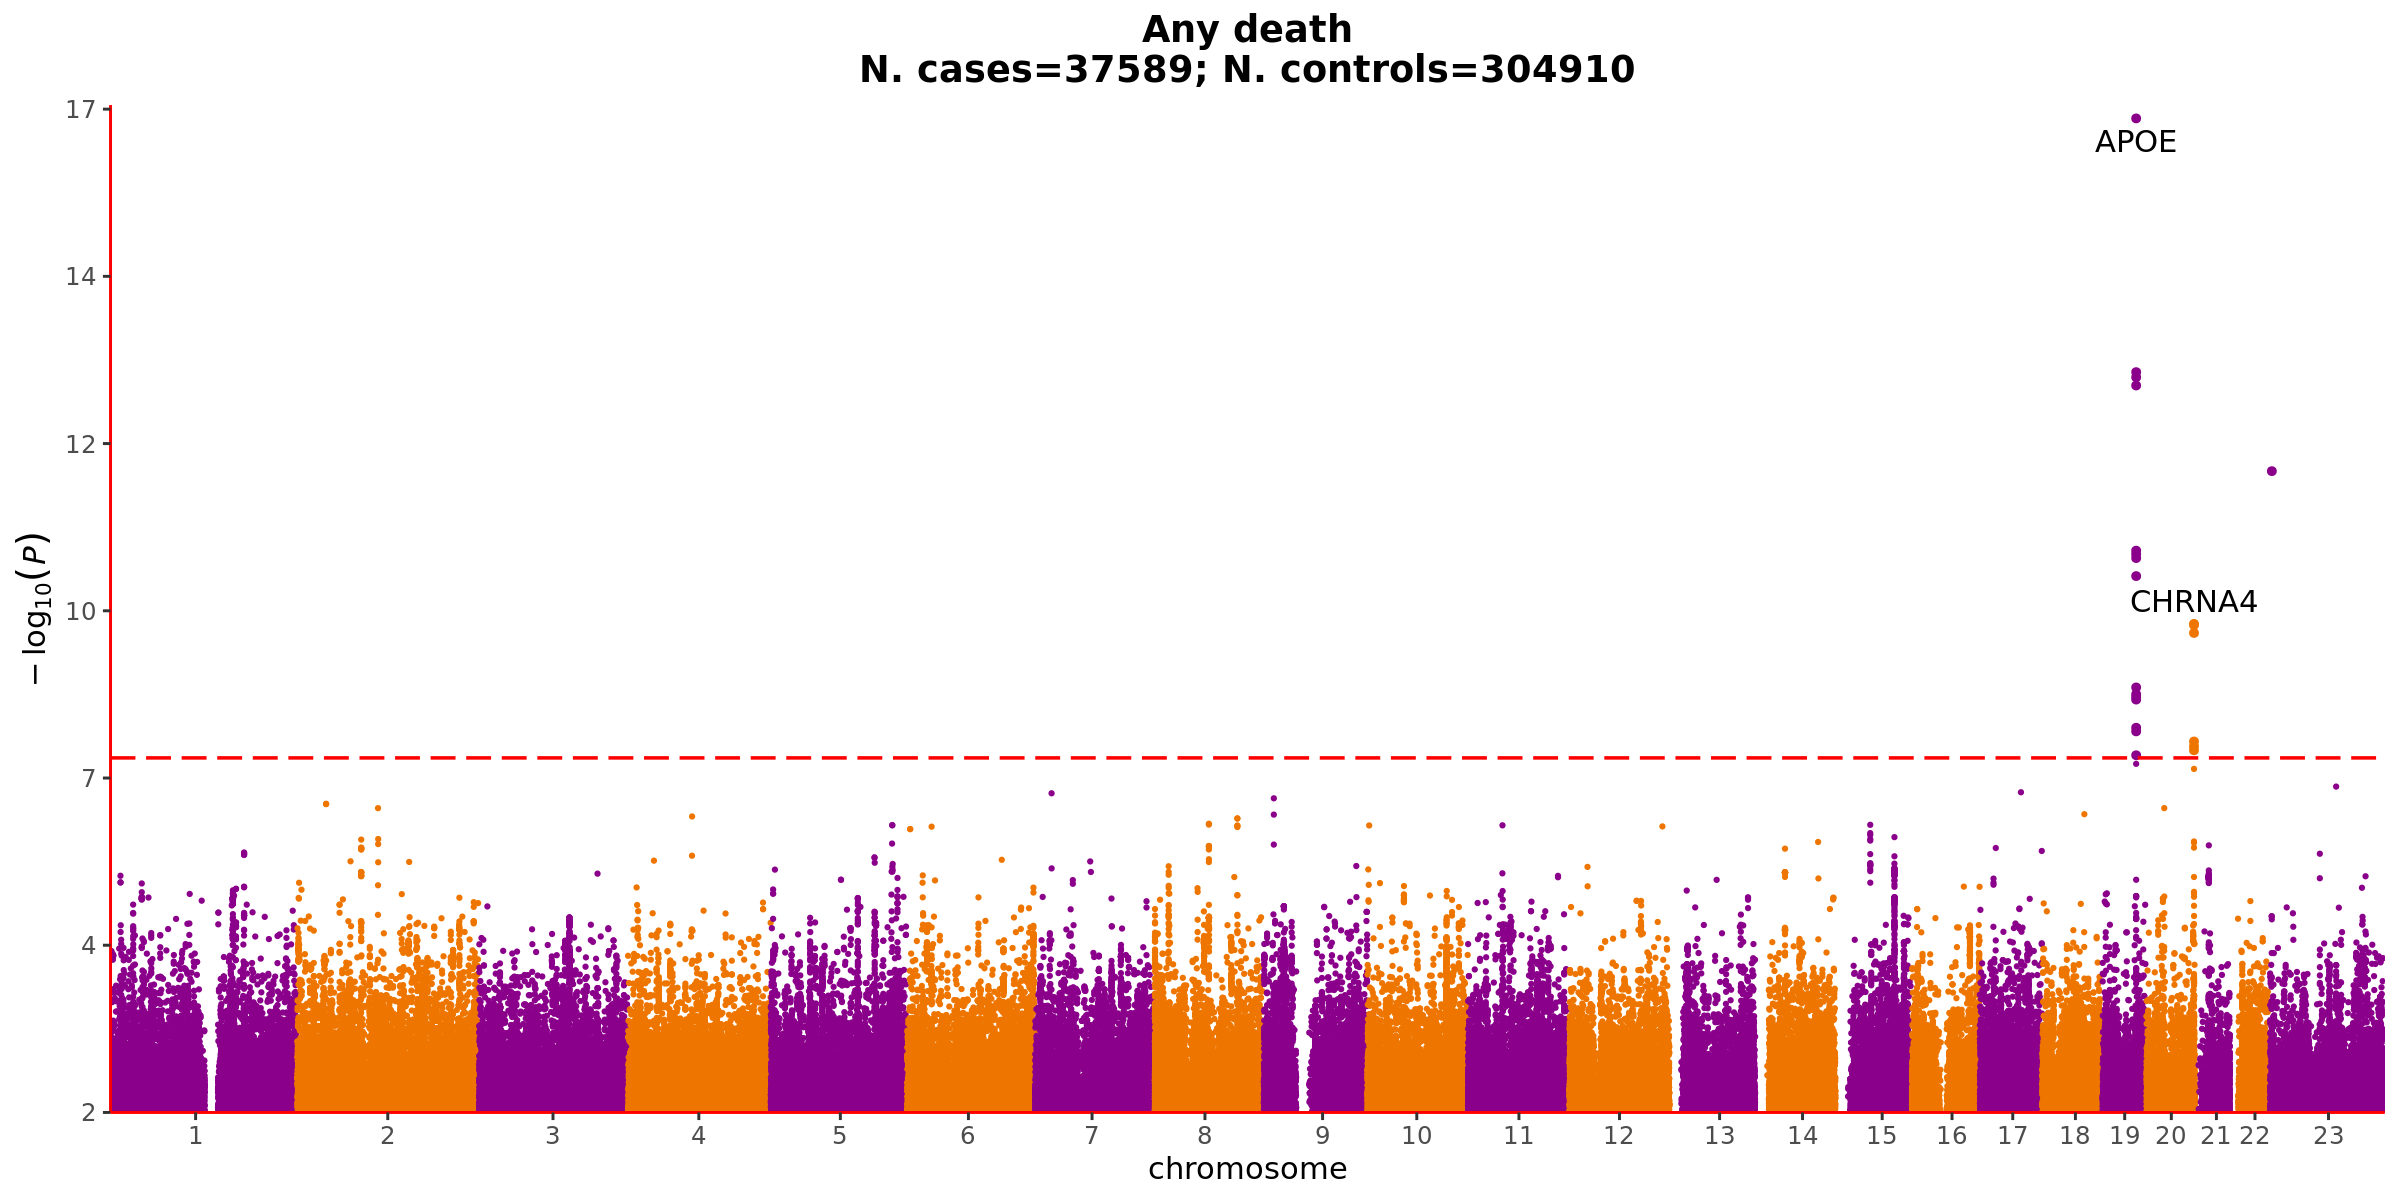 Any death
N. cases=37589; N. controls=304910
17
APOE
14
12
10
CHRNA4
7
4
2
−log10(P)
1 2 3 4 5 6 7 8 9 10 11 12 13 14 15 16 17 18 19 20 21 22 23
chromosome